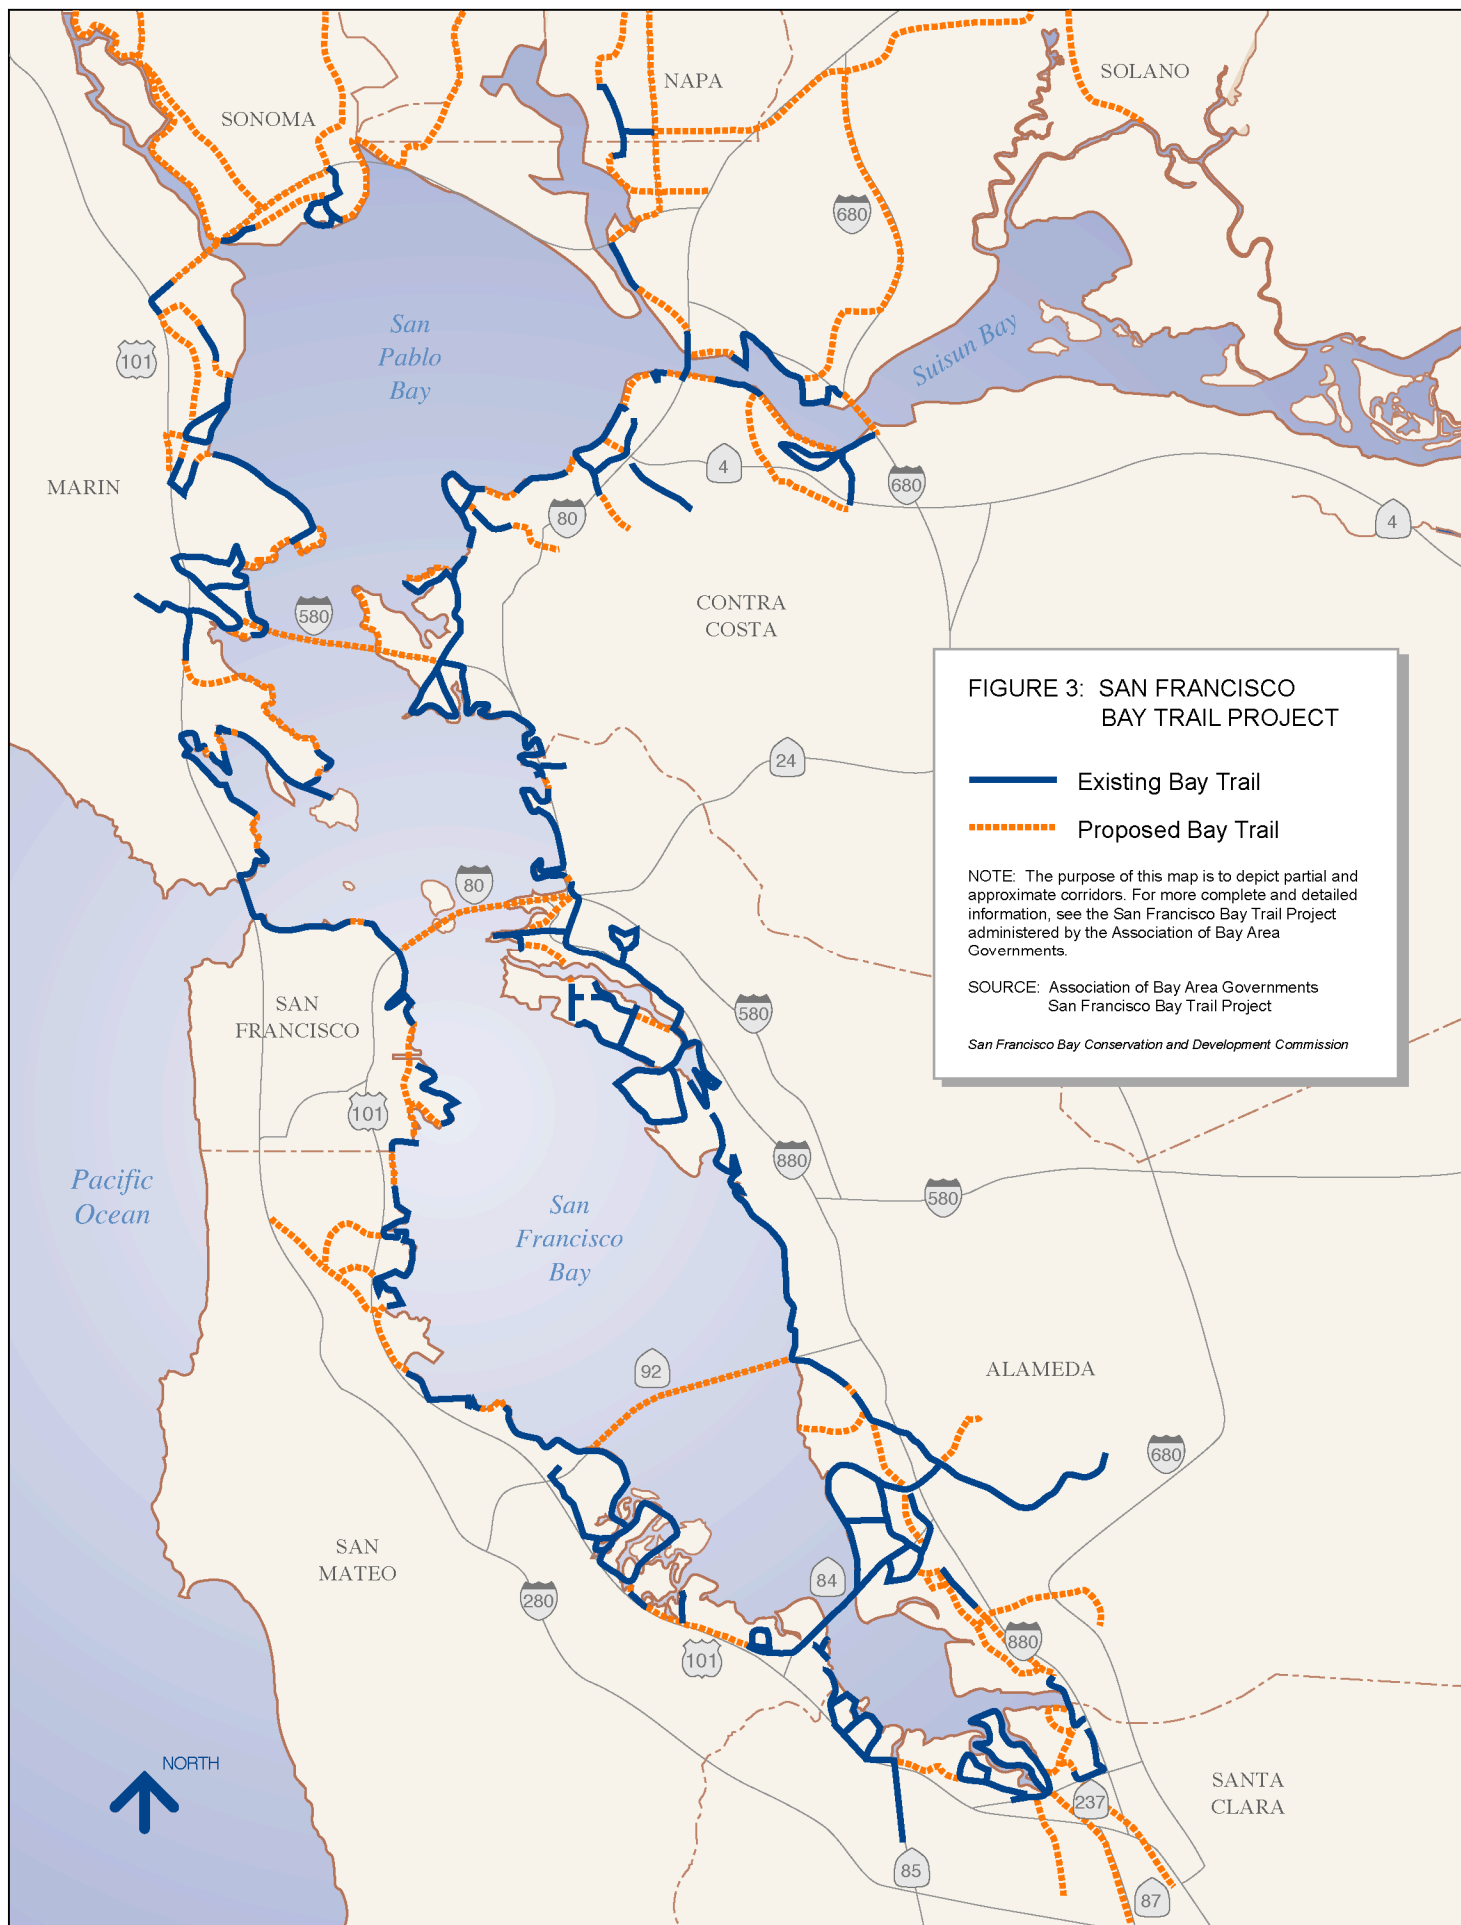 NAPA
SOLANO
SONOMA
680
San
Pablo
Bay
Suisun Bay
101
4
680
MARIN
80
4
580
CONTRA
COSTA
FIGURE 3: SAN FRANCISCO
BAY TRAIL PROJECT
24
Existing Bay Trail
Proposed Bay Trail
NOTE: The purpose of this map is to depict partial and
approximate corridors. For more complete and detailed
information, see the San Francisco Bay Trail Project
administered by the Association of Bay Area
Governments.
SOURCE: Association of Bay Area Governments
San Francisco Bay Trail Project
San Francisco Bay Conservation and Development Commission
80
SAN
FRANCISCO
580
101
880
Pacific
Ocean
580
San
Francisco
Bay
92
ALAMEDA
680
SAN
MATEO
84
280
880
101
NORTH
SANTA
CLARA
237
85
87